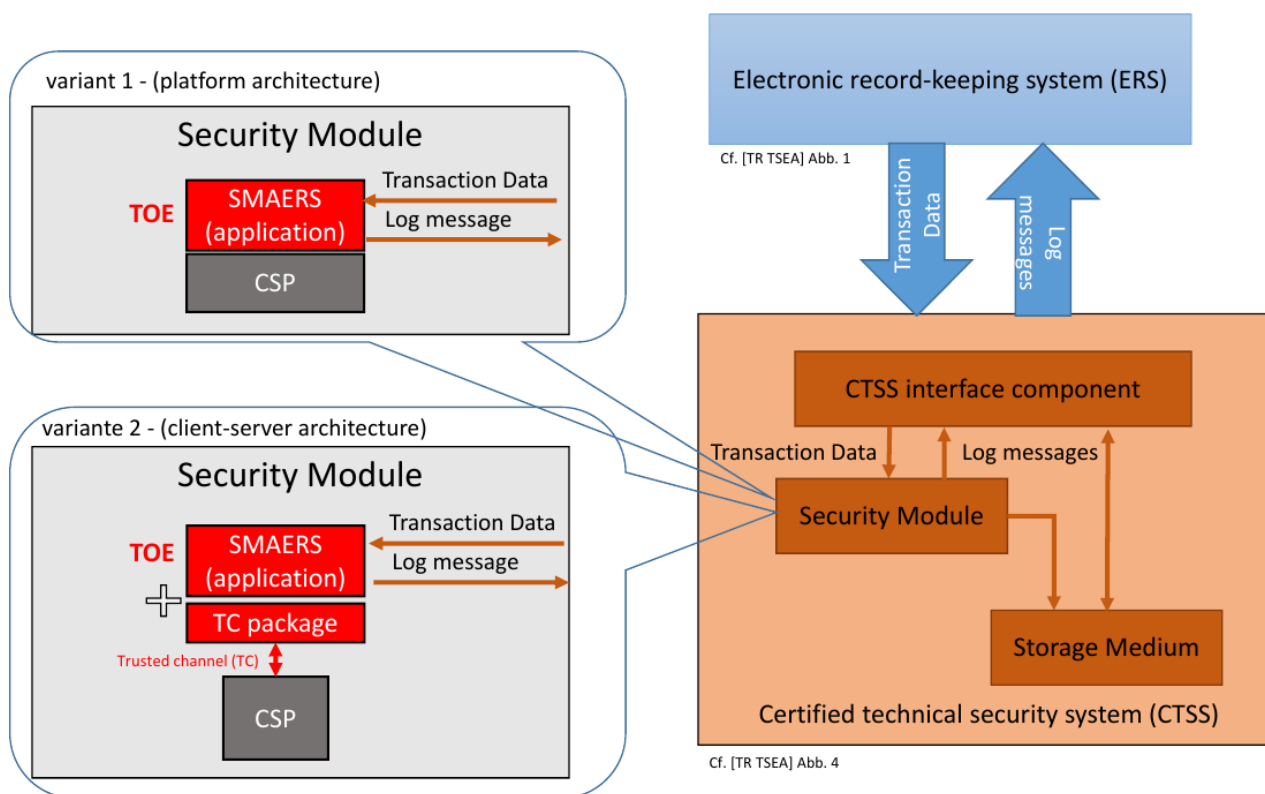 variant 1 - (platform architecture)
Security Module
TOE
SMAERS
(application)
CSP
Transaction Data
Log message
variante 2 - (client-server architecture)
Security Module
TOE
SMAERS
(application)
TC package
Trusted channel (TC)
CSP
Transaction Data
Log message
Electronic record-keeping system (ERS)
Cf. [TR TSEA] Abb. 1
Transaction
Data
Log
messages
CTSS interface component
Transaction Data
Log messages
Security Module
Storage Medium
Certified technical security system (CTSS)
Cf. [TR TSEA] Abb. 4